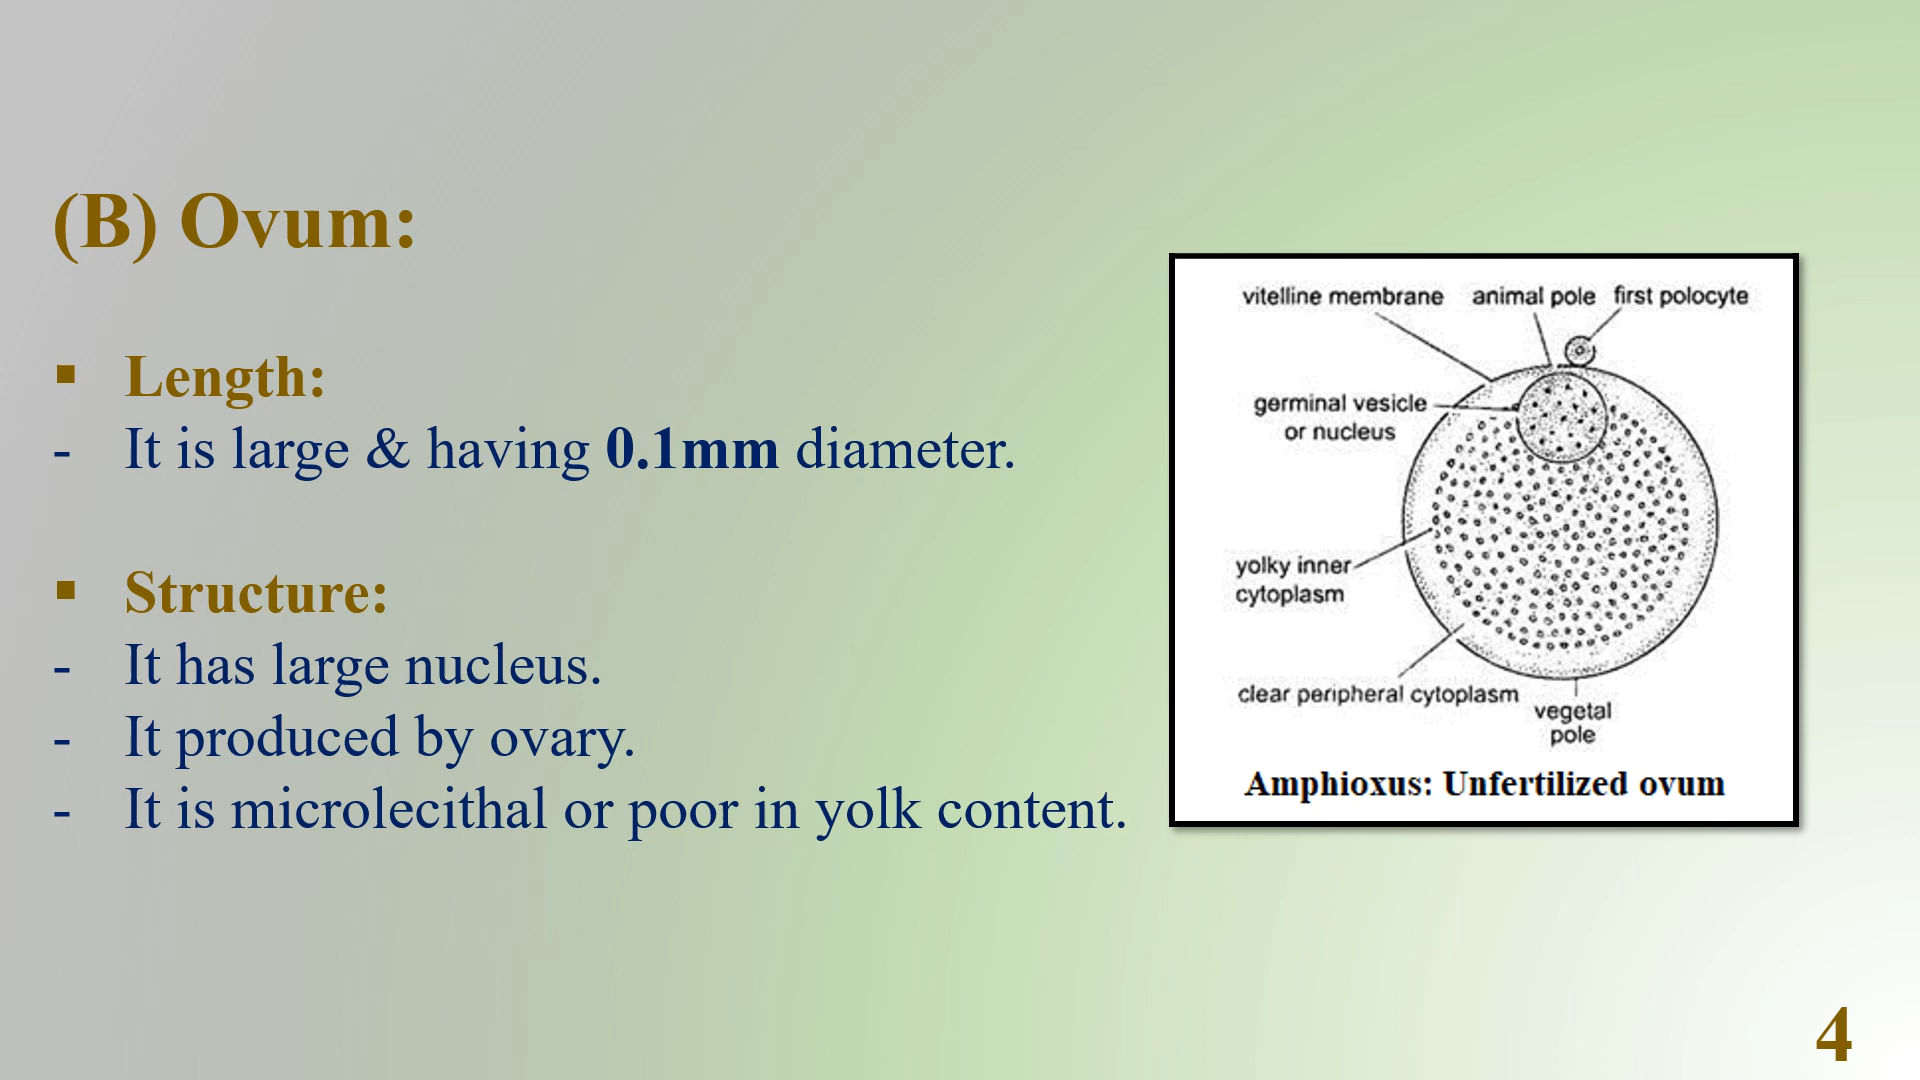 (B) Ovum:
▪ Length:
- It is large & having 0.1mm diameter.
▪ Structure:
- It has large nucleus.
- It produced by ovary.
- It is microlecithal or poor in yolk content.
vitelline membrane animal pole first polocyte
germinal vesicle
or nucleus
yolky inner
cytoplasm
clear peripheral cytoplasm
vegetal
pole
Amphioxus: Unfertilized ovum
4